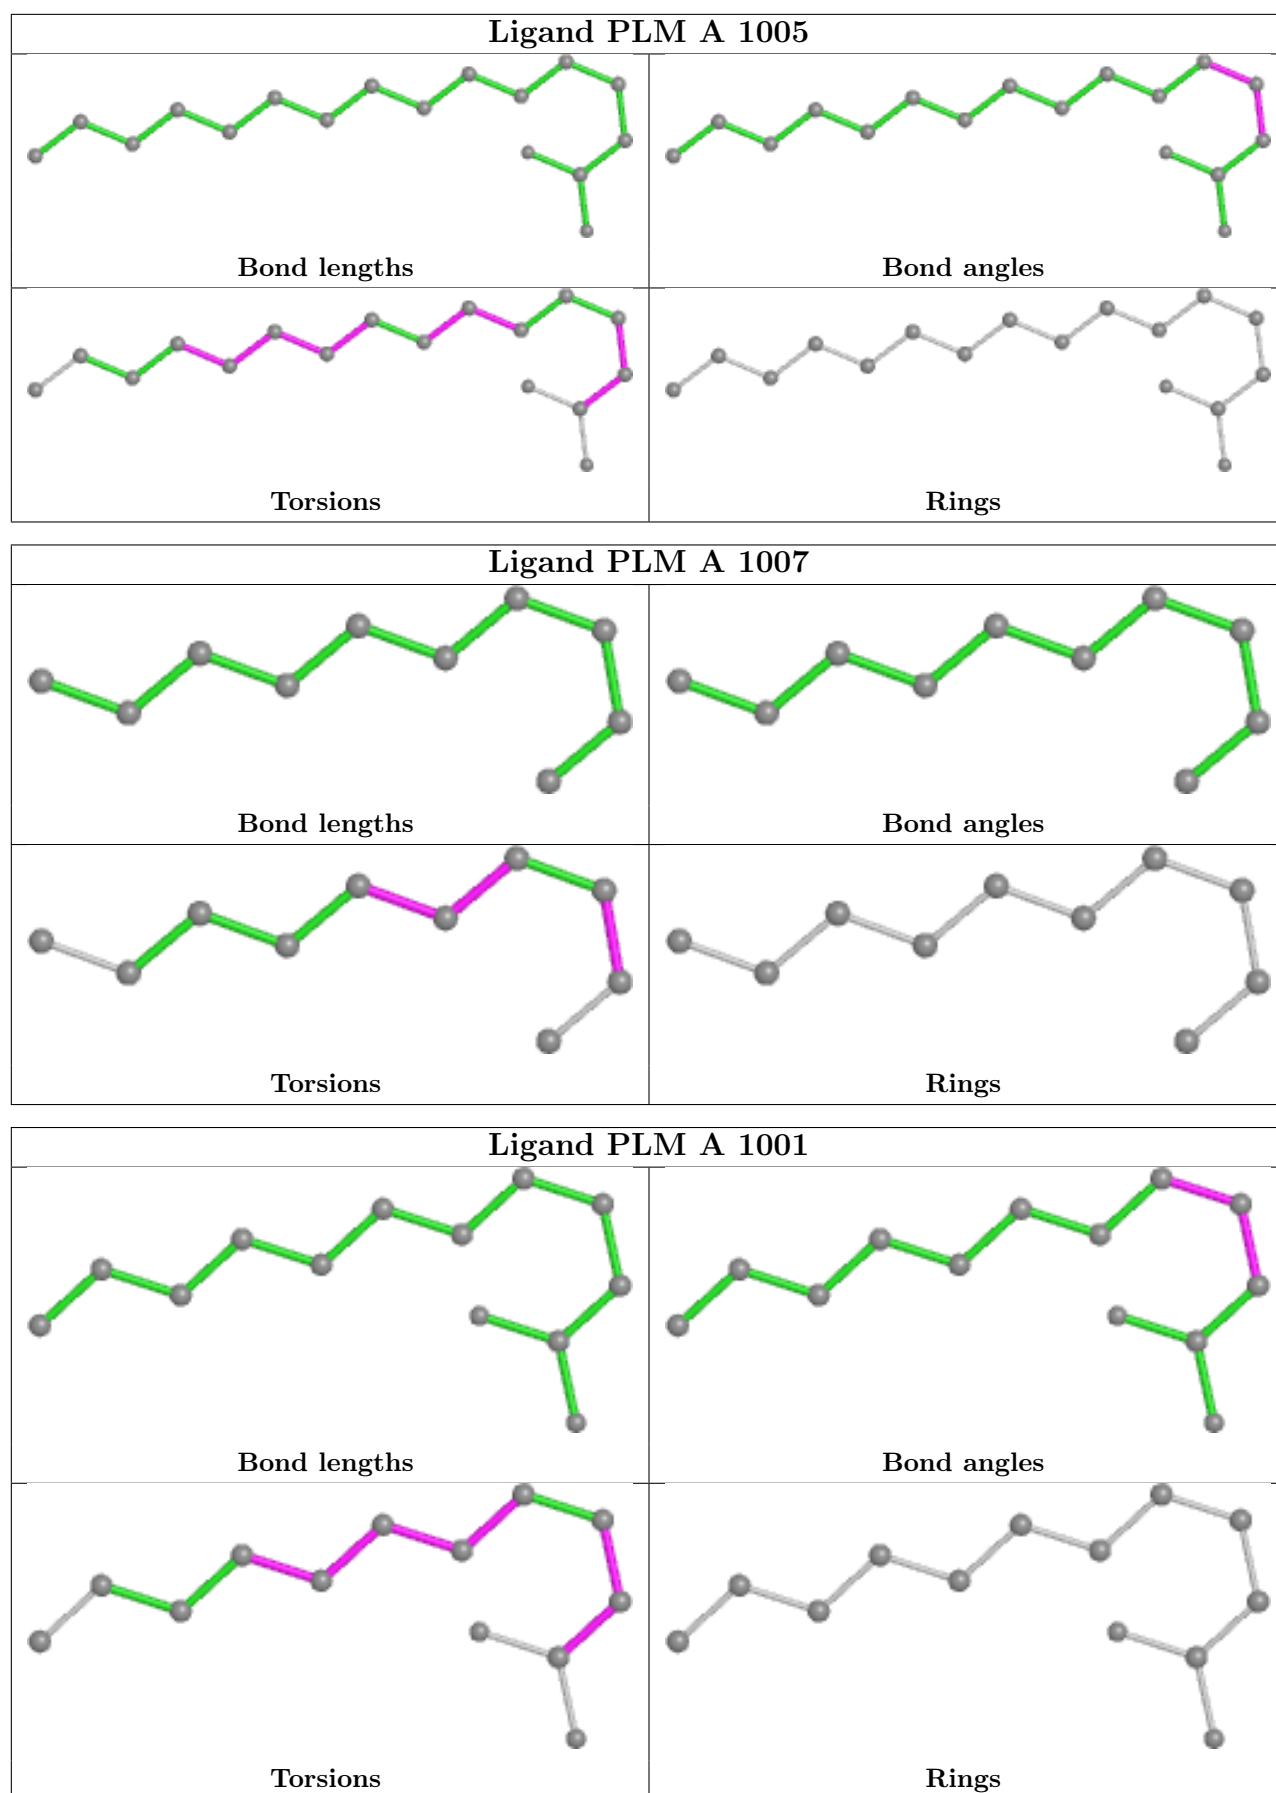 Ligand PLM A 1005
Bond lengths
Bond angles
Torsions
Rings
Ligand PLM A 1007
Bond lengths
Bond angles
Torsions
Rings
Ligand PLM A 1001
Bond lengths
Bond angles
Torsions
Rings